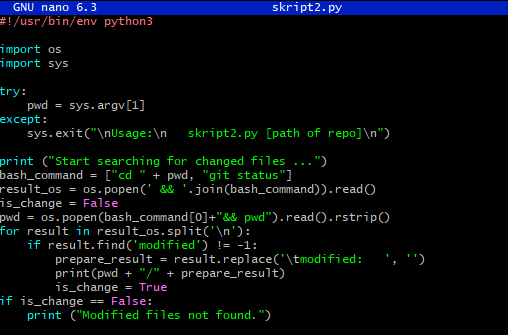 GNU nano 6.3 skript2.py
#!/usr/bin/env python3

import os
import sys

try:
    pwd = sys.argv[1]
except:
    sys.exit("\nUsage:\n   skript2.py [path of repo]\n")

print ("Start searching for changed files ...")
bash_command = ["cd " + pwd, "git status"]
result_os = os.popen(' && '.join(bash_command)).read()
is_change = False
pwd = os.popen(bash_command[0]+"&& pwd").read().rstrip()
for result in result_os.split('\n'):
    if result.find('modified') != -1:
        prepare_result = result.replace('\tmodified:   ', '')
        print(pwd + "/" + prepare_result)
        is_change = True
if is_change == False:
    print ("Modified files not found.")